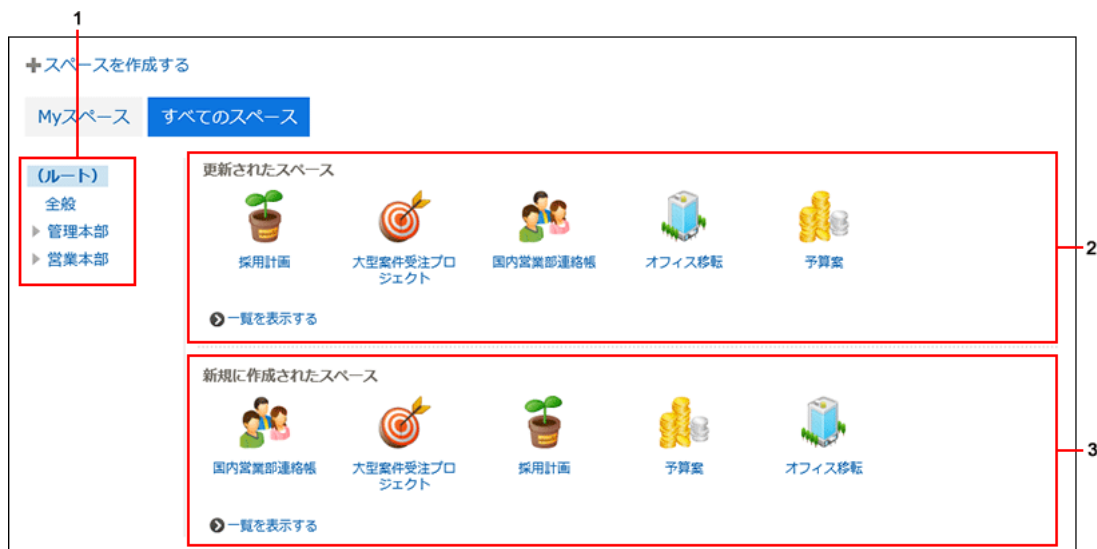 1
スペースを作成する
Myスペース すべてのスペース
(ルート)
全般
管理本部
営業本部
更新されたスペース
採用計画 大型案件受注プロ 国内営業部連絡帳 オフィス移転 予算案
ジェクト
一覧を表示する
2
新規に作成されたスペース
国内営業部連絡帳 大型案件受注プロ 採用計画 予算案 オフィス移転
ジェクト
一覧を表示する
3